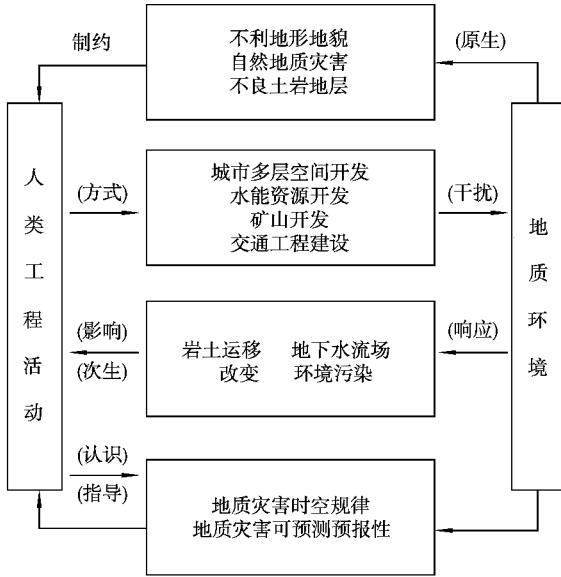 制约
不利地形地貌
自然地质灾害
不良土岩地层
(原生)
人类工程活动
(方式)
城市多层空间开发
水能资源开发
矿山开发
交通工程建设
(干扰)
地质环境
(影响)
(次生)
岩土运移 地下水流场
改变 环境污染
(响应)
(认识)
(指导)
地质灾害时空规律
地质灾害可预测预报性